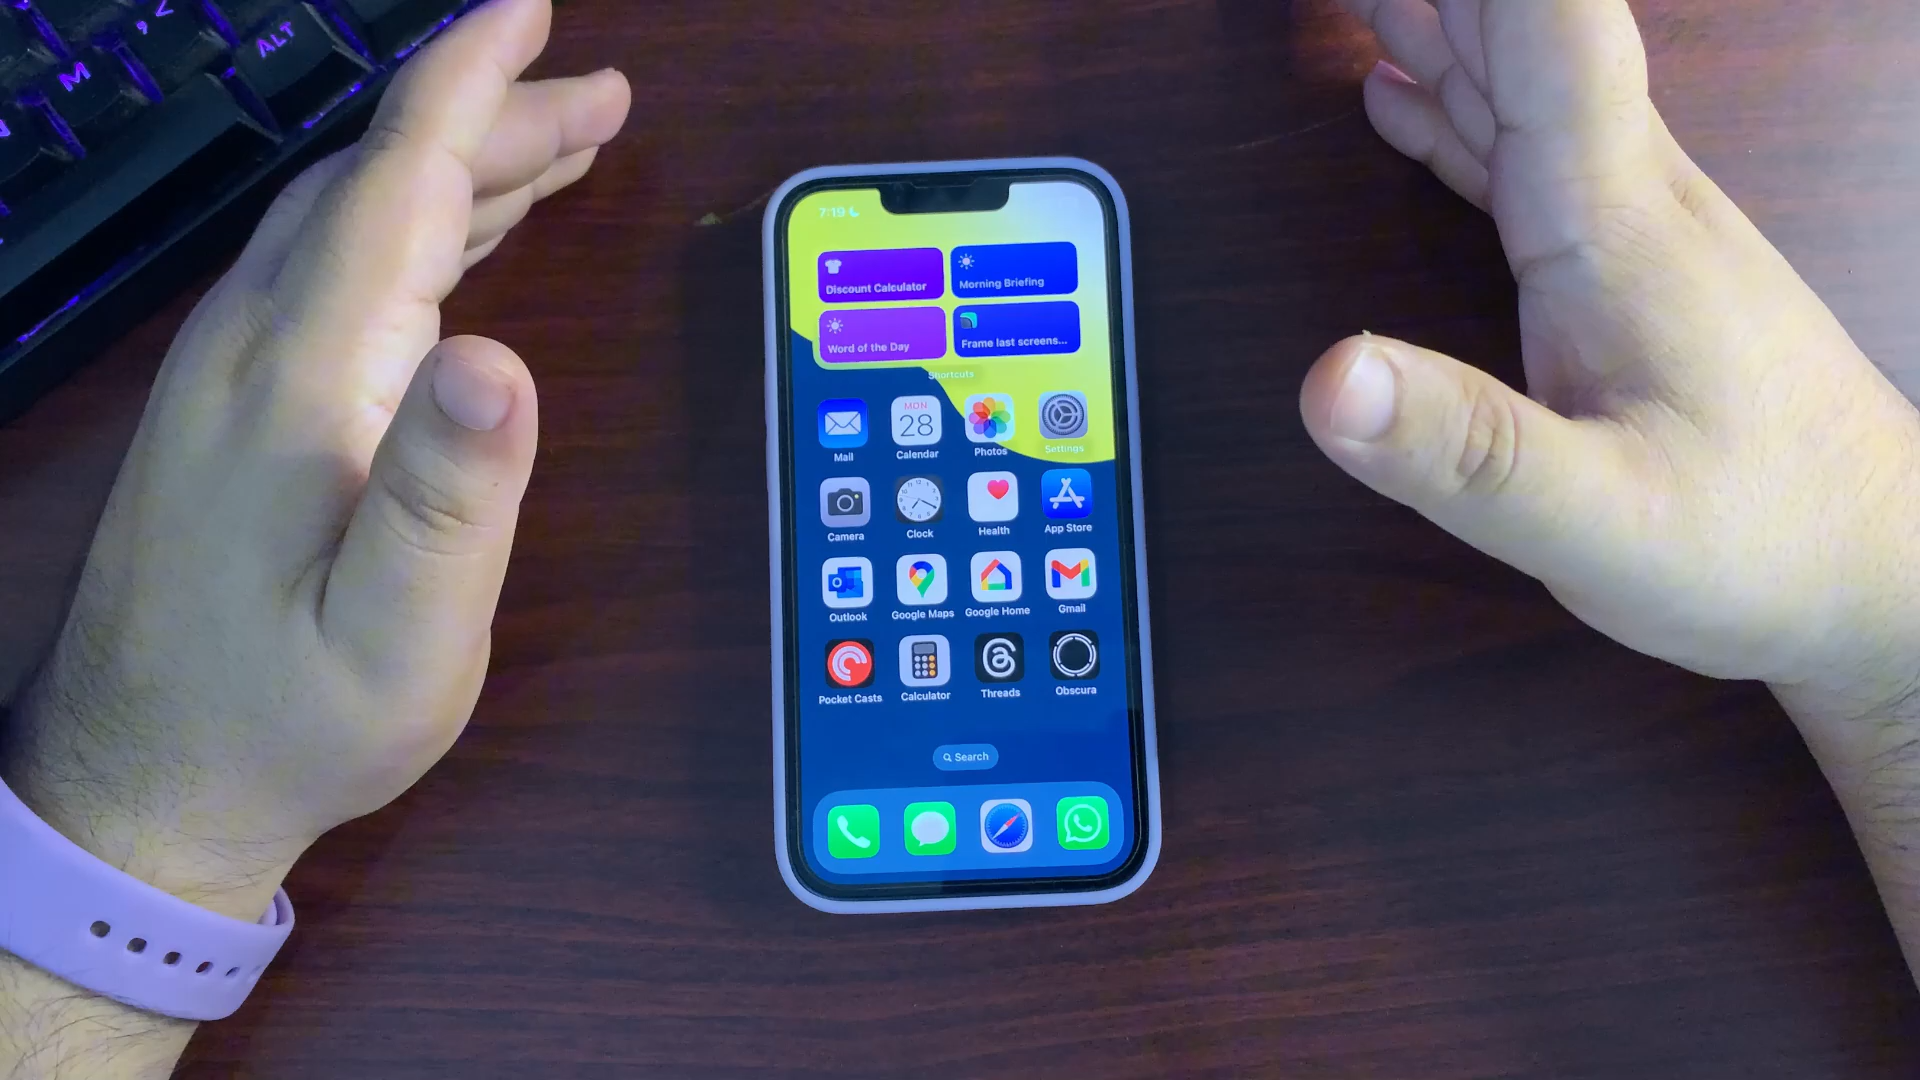 < ,
M
ALT
7:19
Discount Calculator
Morning Briefing
Word of the Day
Frame last screens...
Shortcuts
Mail
MON
28
Calendar
Photos
Settings
Camera
Clock
Health
App Store
Outlook
Google Maps
Google Home
Gmail
Pocket Casts
Calculator
Threads
Obscura
Search